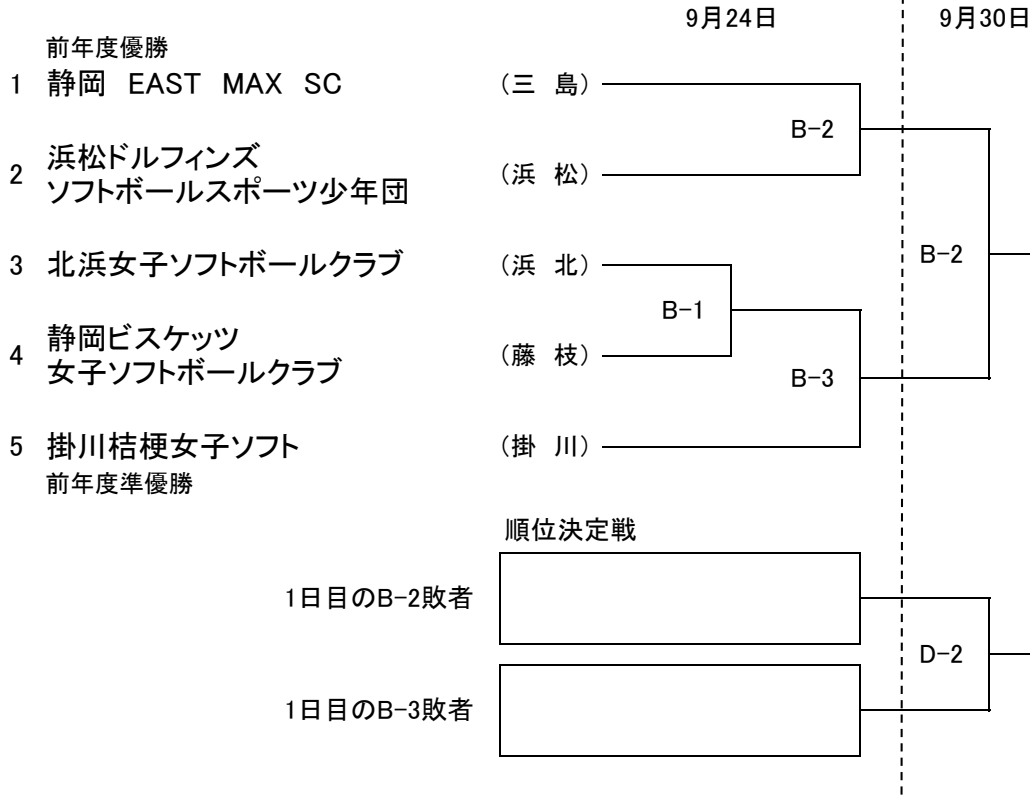 9月24日 9月30日
前年度優勝
1 静岡 EAST MAX SC (三 島)
B-2
2 浜松ドルフィンズ
ソフトボールスポーツ少年団 (浜 松)
3 北浜女子ソフトボールクラブ (浜 北)
B-2
B-1
4 静岡ビスケッツ
女子ソフトボールクラブ (藤 枝)
B-3
5 掛川桔梗女子ソフト (掛 川)
前年度準優勝
順位決定戦
1日目のB-2敗者
D-2
1日目のB-3敗者